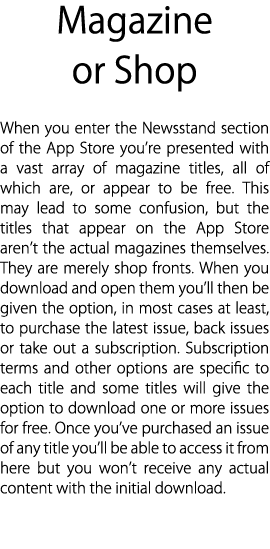 Magazine
or Shop
When you enter the Newsstand section
of the App Store you’re presented with
a vast array of magazine titles, all of
which are, or appear to be free. This
may lead to some confusion, but the
titles that appear on the App Store
aren’t the actual magazines themselves.
They are merely shop fronts. When you
download and open them you’ll then be
given the option, in most cases at least,
to purchase the latest issue, back issues
or take out a subscription. Subscription
terms and other options are specific to
each title and some titles will give the
option to download one or more issues
for free. Once you’ve purchased an issue
of any title you’ll be able to access it from
here but you won’t receive any actual
content with the initial download.